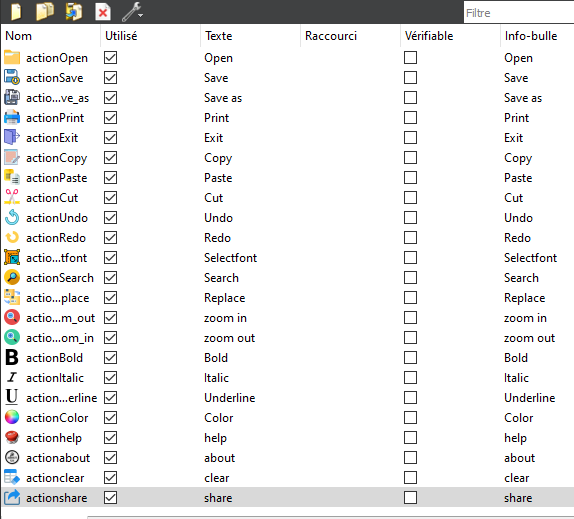 Filtre
Nom Utilisé Texte Raccourci Vérifiable Info-bulle
actionOpen Open Open
actionSave Save Save
actio...ve_as Save as Save as
actionPrint Print Print
actionExit Exit Exit
actionCopy Copy Copy
actionPaste Paste Paste
actionCut Cut Cut
actionUndo Undo Undo
actionRedo Redo Redo
actio...tfont Selectfont Selectfont
actionSearch Search Search
actio...place Replace Replace
actio...m_out zoom in zoom in
actio...om_in zoom out zoom out
B actionBold Bold Bold
I actionItalic Italic Italic
U action...erline Underline Underline
actionColor Color Color
actionhelp help help
actionabout about about
actionclear clear clear
actionshare share share